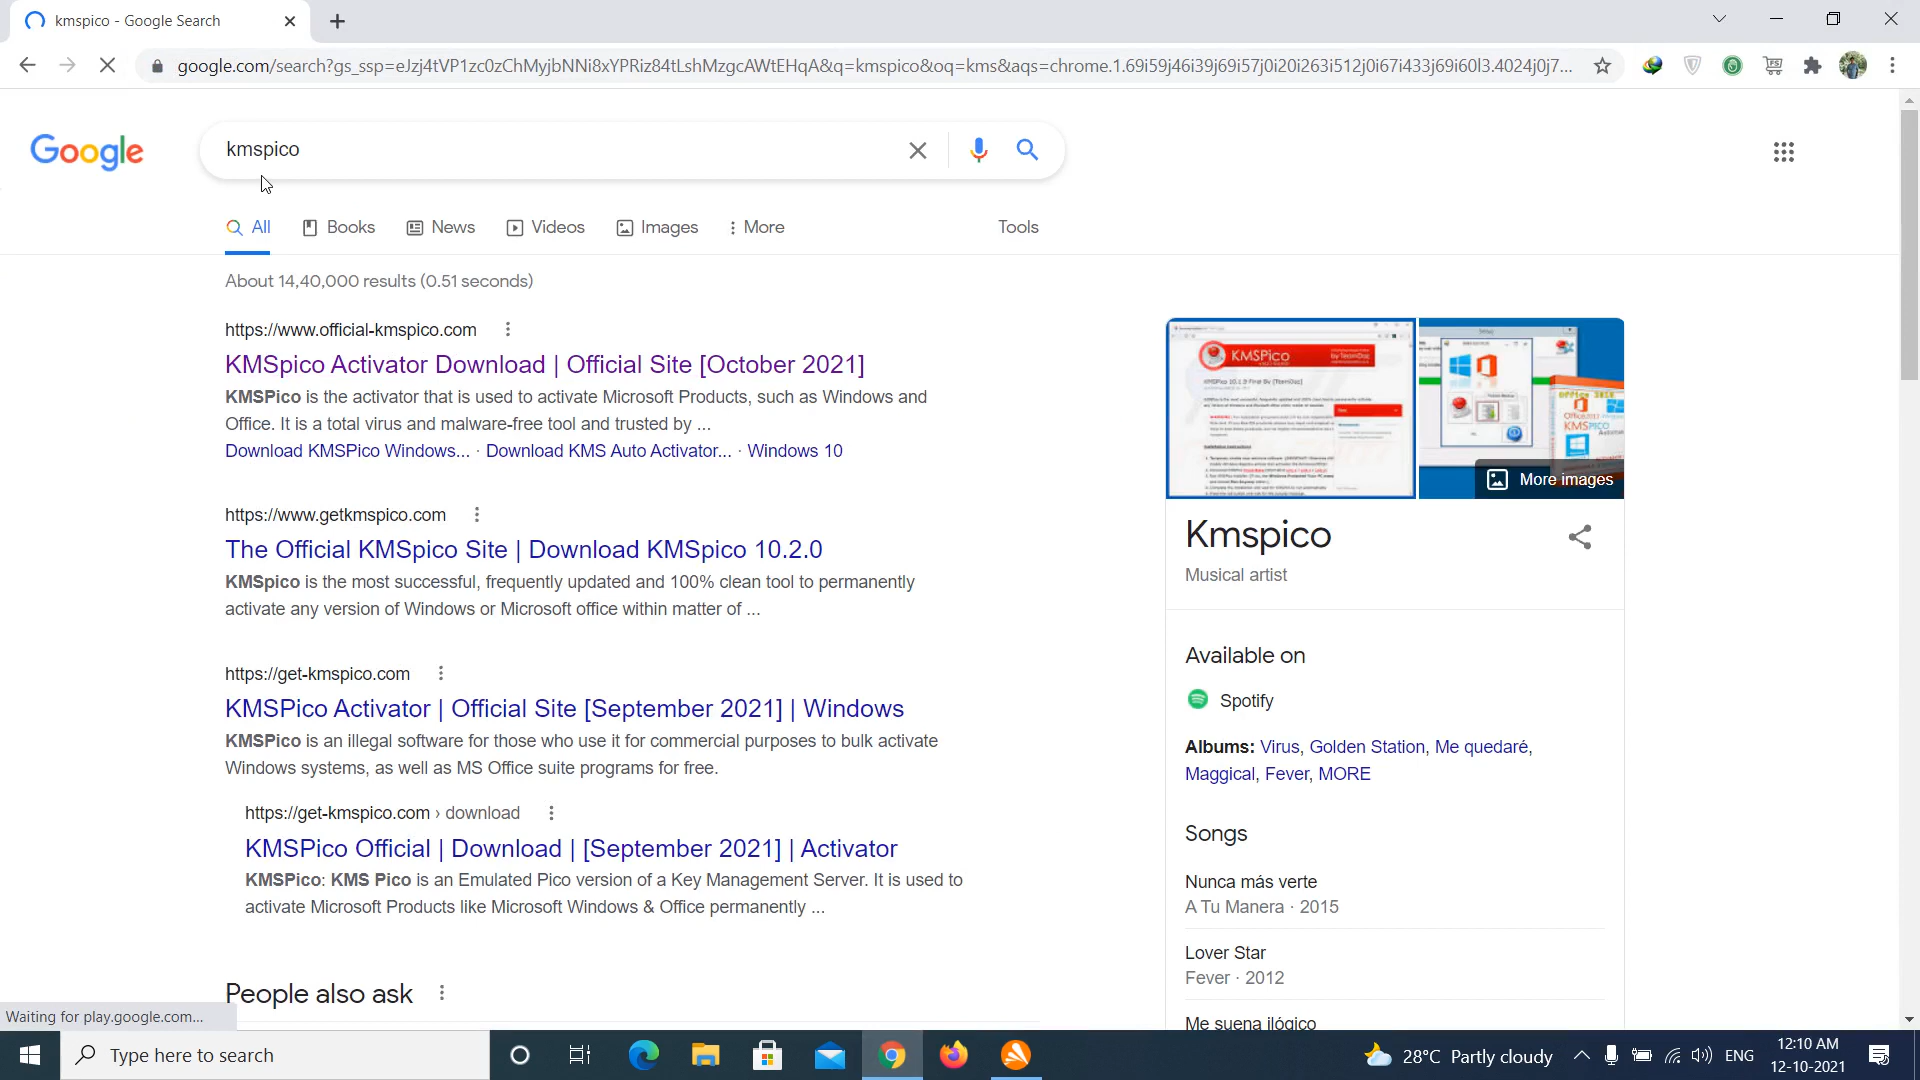 kmspico - Google Search
google.com/search?gs_ssp=eJzj4tVP1zc0zChMyjbNNi8xYPRiz84tLshMzgcAWtEHqA&q=kmspico&oq=kms&aqs=chrome.1.69i59j46i39j69i57j0i20i263i512j0i67i433j69i60l3.4024j0j7...
Google
kmspico
All
Books
News
Videos
Images
More
Tools
About 14,40,000 results (0.51 seconds)
https://www.official-kmspico.com
KMSpico Activator Download | Official Site [October 2021]
KMSPico is the activator that is used to activate Microsoft Products, such as Windows and
Office. It is a total virus and malware-free tool and trusted by ...
Download KMSPico Windows... · Download KMS Auto Activator... · Windows 10
https://www.getkmspico.com
The Official KMSpico Site | Download KMSpico 10.2.0
KMSpico is the most successful, frequently updated and 100% clean tool to permanently
activate any version of Windows or Microsoft office within matter of ...
https://get-kmspico.com
KMSPico Activator | Official Site [September 2021] | Windows
KMSPico is an illegal software for those who use it for commercial purposes to bulk activate
Windows systems, as well as MS Office suite programs for free.
https://get-kmspico.com › download
KMSPico Official | Download | [September 2021] | Activator
KMSPico: KMS Pico is an Emulated Pico version of a Key Management Server. It is used to
activate Microsoft Products like Microsoft Windows & Office permanently ...
People also ask
KMSPico
by TeamDaz
KMSPico 10.1.9 Final By [TeamDaz]
KMSPICO
More images
Kmspico
Musical artist
Available on
Spotify
Albums: Virus, Golden Station, Me quedaré,
Maggical, Fever, MORE
Songs
Nunca más verte
A Tu Manera · 2015
Lover Star
Fever · 2012
Me suena ilógico
Waiting for play.google.com...
Type here to search
28°C Partly cloudy
ENG
12:10 AM
12-10-2021